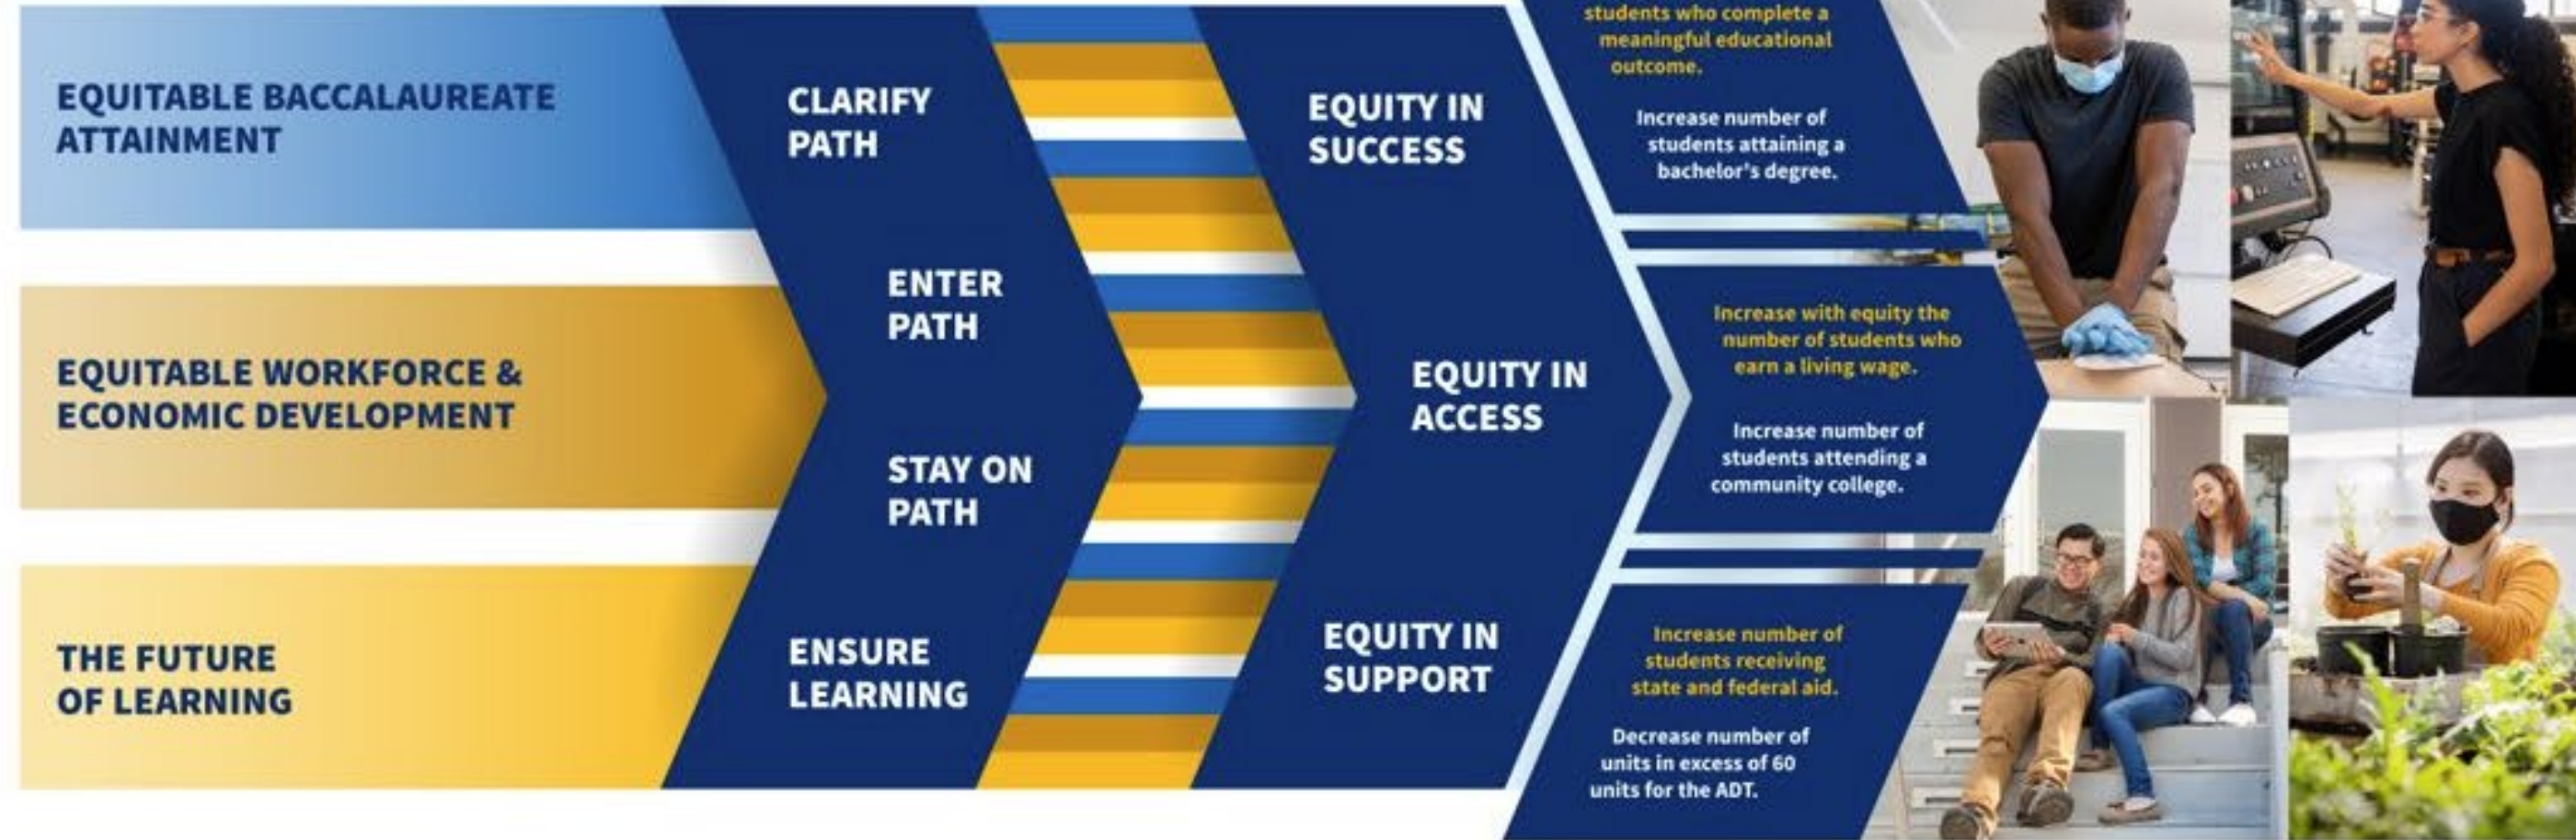 EQUITABLE BACCALAUREATE
ATTAINMENT
EQUITABLE WORKFORCE &
ECONOMIC DEVELOPMENT
THE FUTURE
OF LEARNING
CLARIFY
PATH
ENTER
PATH
STAY ON
PATH
ENSURE
LEARNING
EQUITY IN
SUCCESS
EQUITY IN
ACCESS
EQUITY IN
SUPPORT
students who complete a
meaningful educational
outcome.
Increase number of
students attaining a
bachelor's degree.
Increase with equity the
number of students who
earn a living wage.
Increase number of
students attending a
community college.
Increase number of
students receiving
state and federal aid.
Decrease number of
units in excess of 60
units for the ADT.